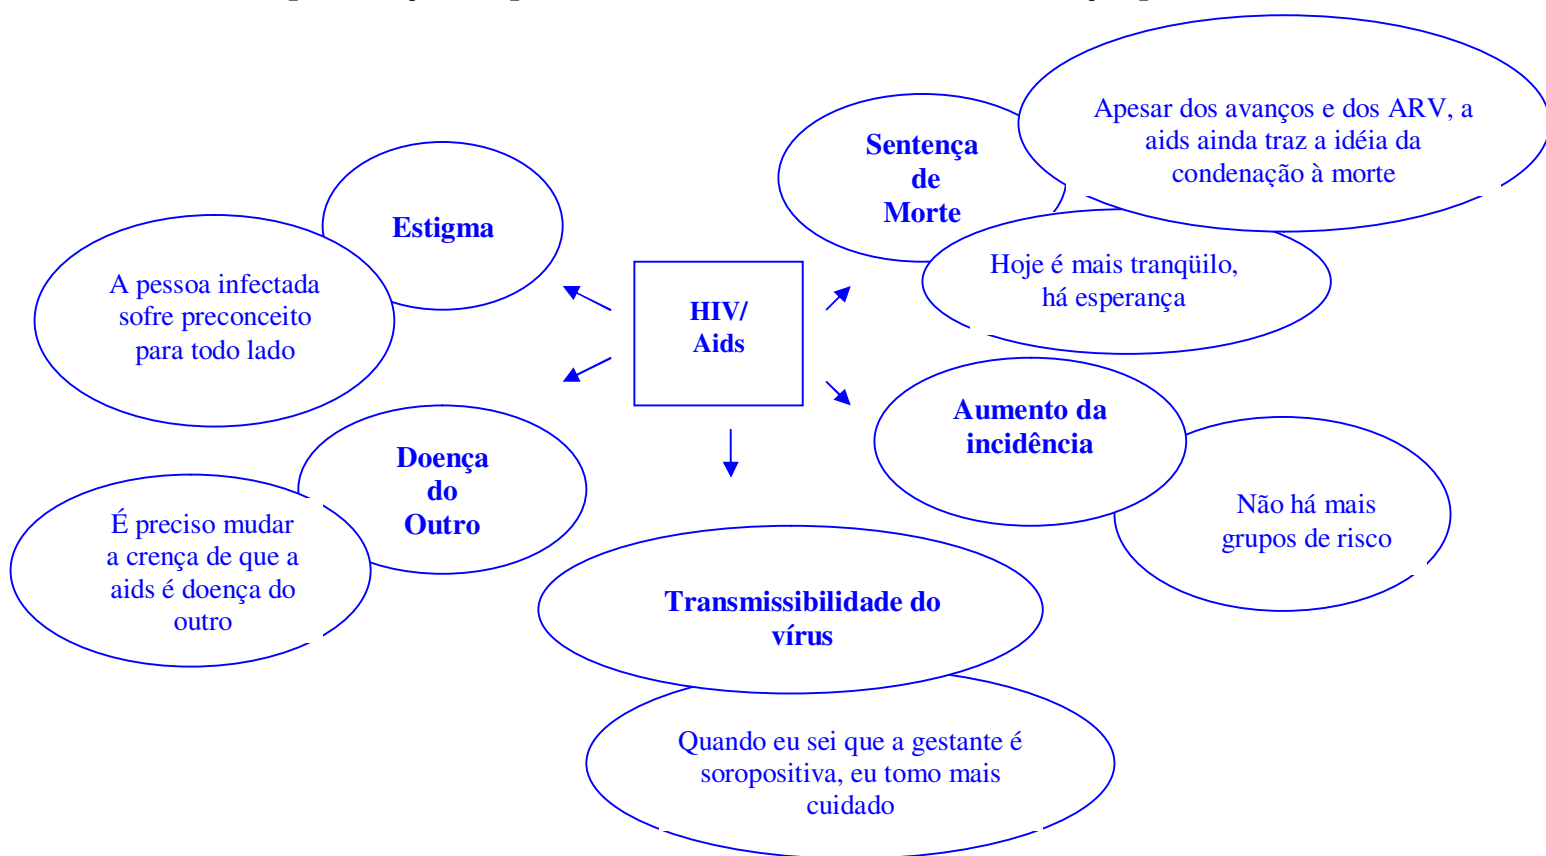 Sentença
de
Morte
Apesar dos avanços e dos ARV, a
aids ainda traz a idéia da
condenação à morte
Hoje é mais tranqüilo,
há esperança
Estigma
A pessoa infectada
sofre preconceito
para todo lado
HIV/
Aids
Aumento da
incidência
Não há mais
grupos de risco
Doença
do
Outro
É preciso mudar
a crença de que a
aids é doença do
outro
Transmissibilidade do
vírus
Quando eu sei que a gestante é
soropositiva, eu tomo mais
cuidado